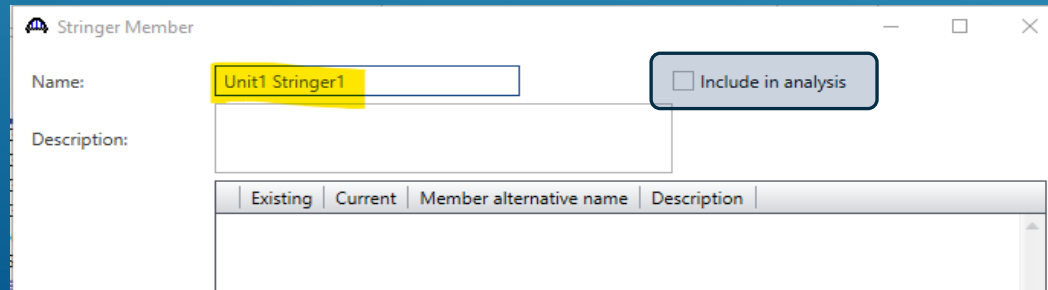 Stringer Member
Name: Unit1 Stringer1 Include in analysis
Description:
Existing Current Member alternative name Description